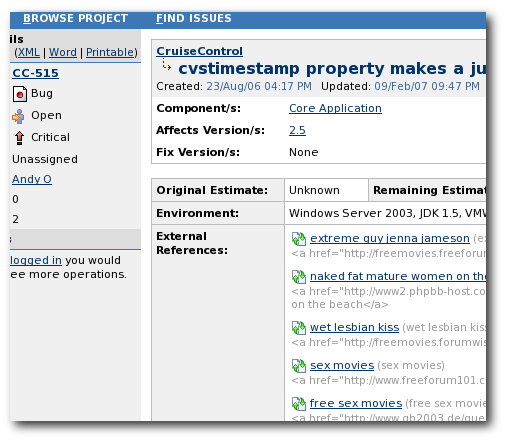 BROWSE PROJECT FIND ISSUES
ils
(XML | Word | Printable)
CC-515
Bug
Open
Critical
Unassigned
Andy O
0
2
logged in you would
ee more operations.
CruiseControl
cvstimestamp property makes a ju
Created: 23/Aug/06 04:17 PM Updated: 09/Feb/07 09:47 PM
Component/s: Core Application
Affects Version/s: 2.5
Fix Version/s: None
Original Estimate: Unknown Remaining Estimat
Environment: Windows Server 2003, JDK 1.5, VMW
External
References:
extreme guy jenna jameson (ex
<a href="http://freemovies.freeforum
naked fat mature women on the
<a href="http://www2.phpbb-host.co
on the beach</a>
wet lesbian kiss (wet lesbian kiss
<a href="http://freemovies.forumwis
sex movies (sex movies)
<a href="http://www.freeforum101.c
free sex movies (free sex movie
<a href="http://www.gb2003.de/gue